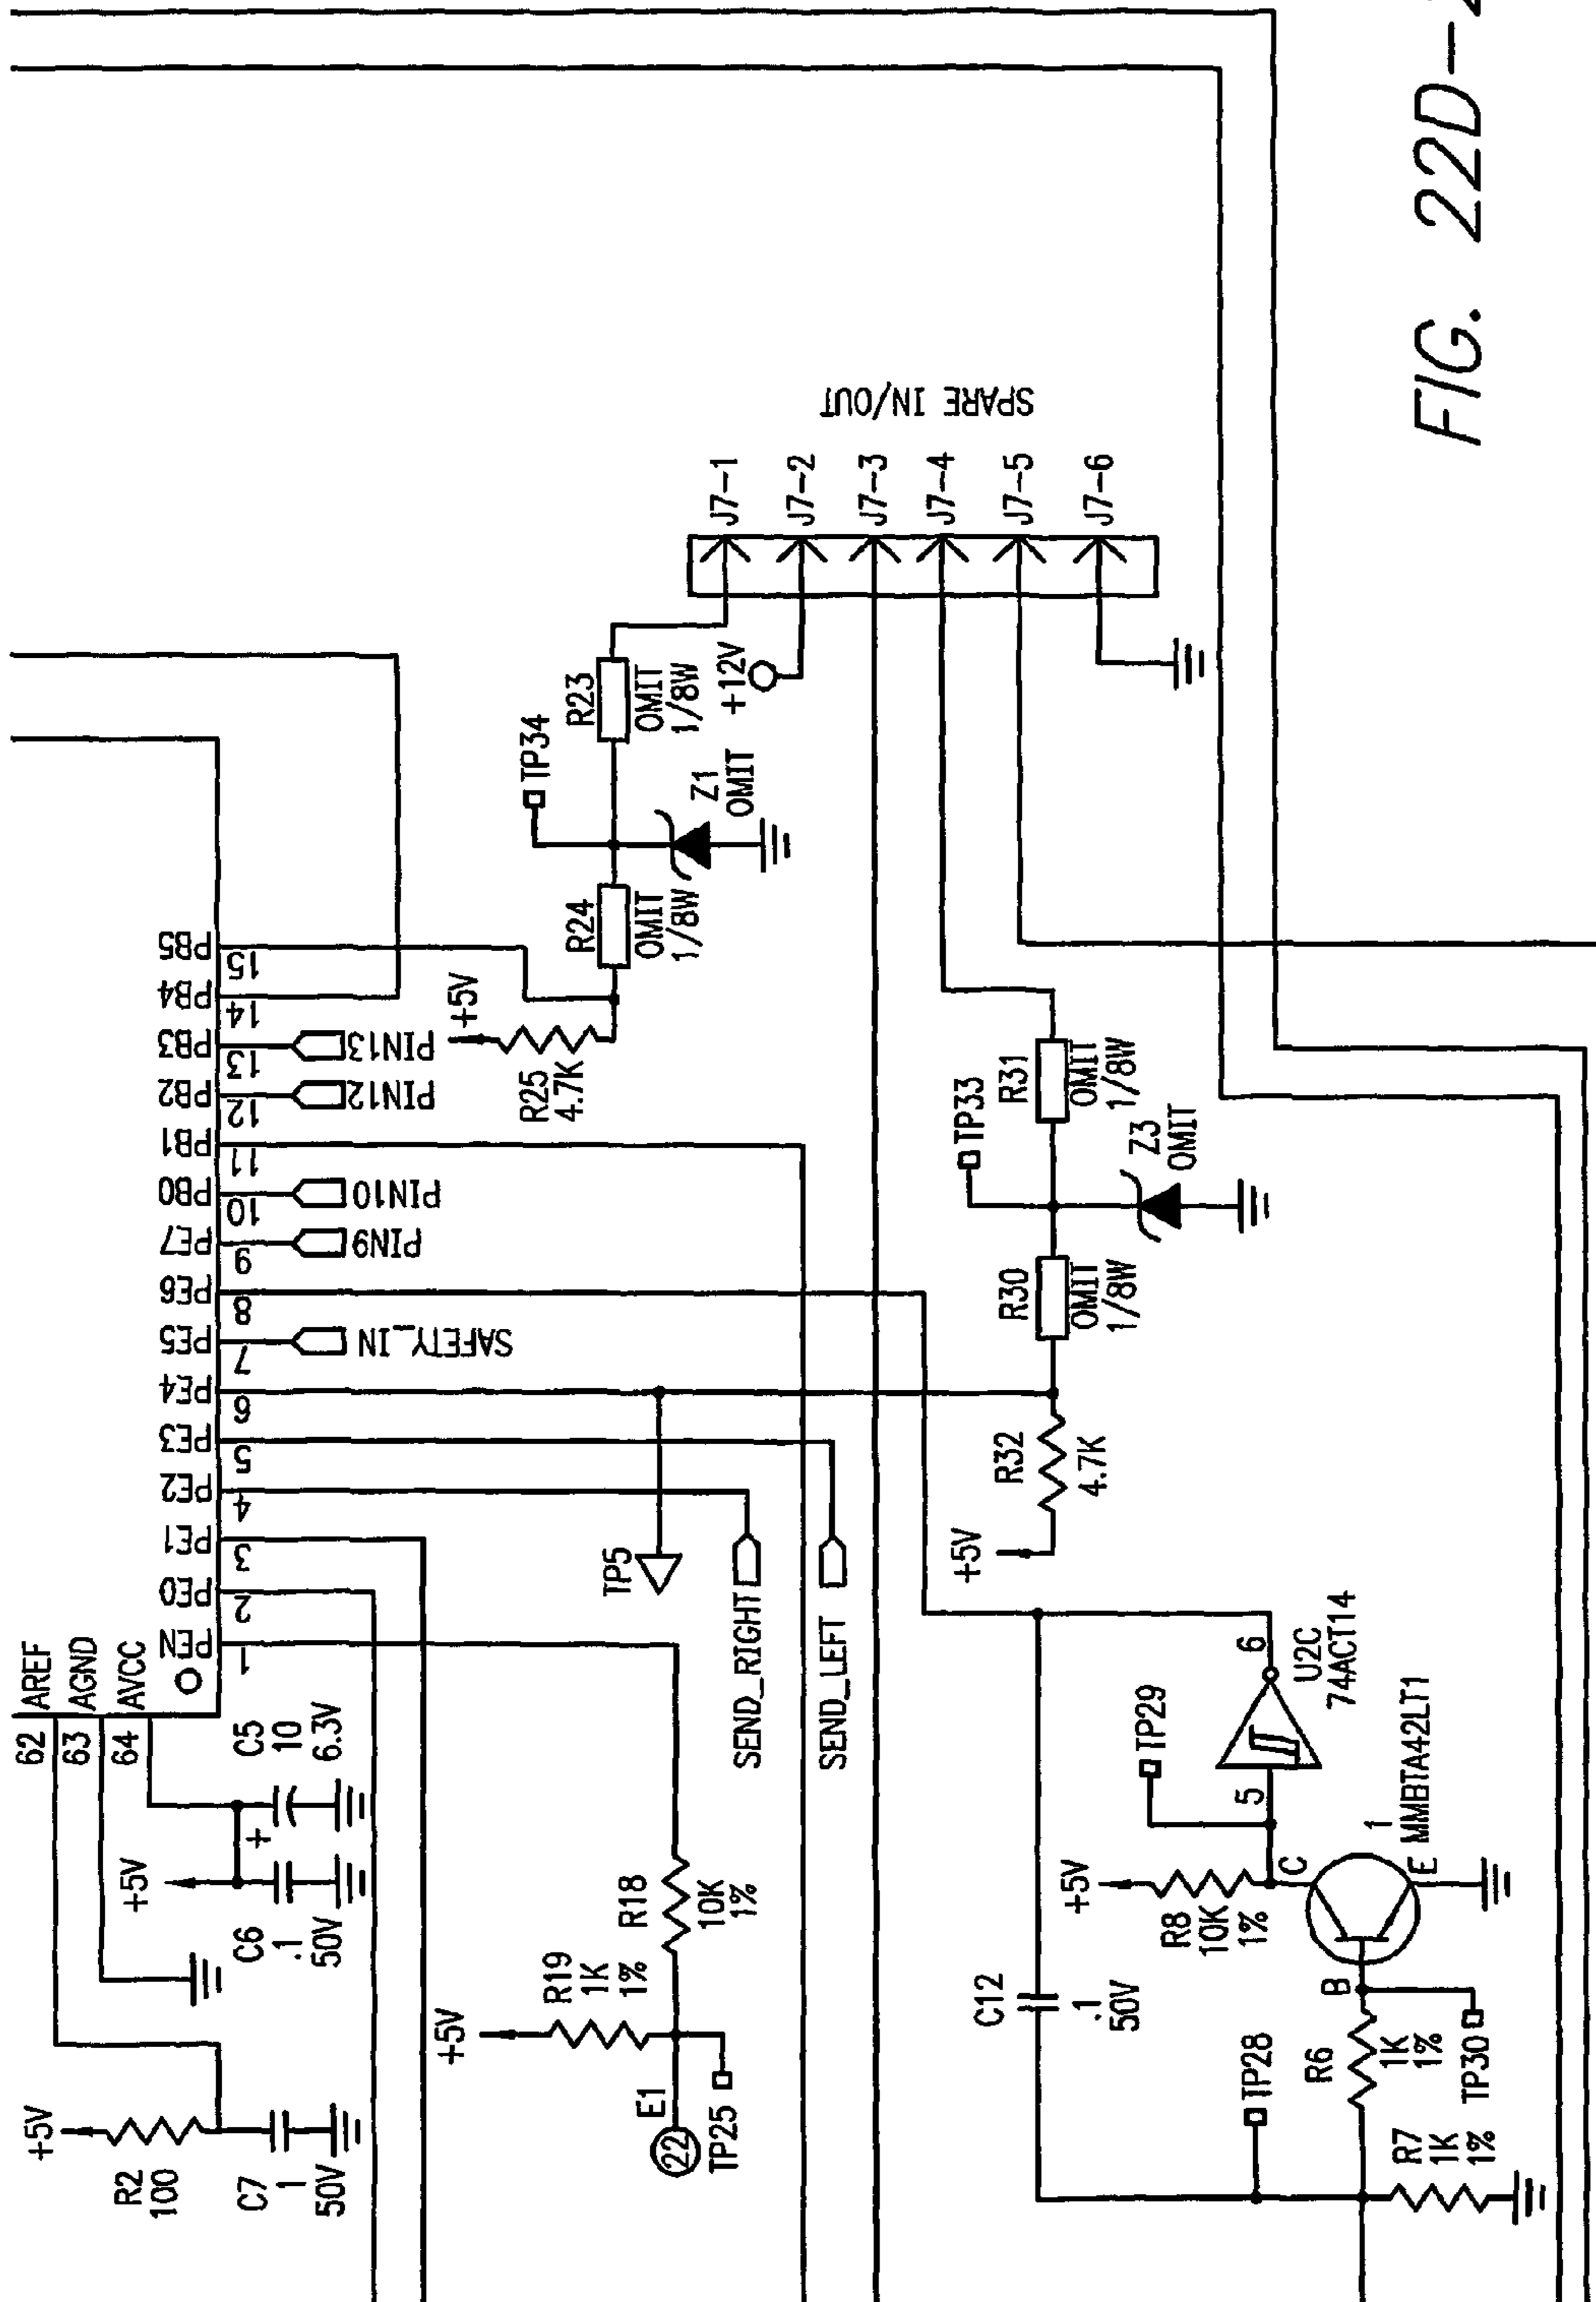 FIG. 22D-2
62 AREF
63 AGND
64 AVCC
PEN
1
PE0
2
PE1
3
PE2
4
PE3
5
PE4
6
PE5
7
PE6
8
PE7
9
PB0
10
PB1
11
PB2
12
PB3
13
PB4
14
PB5
15
SAFETY_IN
PIN9
PIN10
PIN12
PIN13
+5V
R2
100
C7
.1
50V
+5V
C6
.1
50V
+
C5
10
6.3V
+5V
R19
1K
1%
R18
10K
1%
22
E1
TP25
TP5
SEND_RIGHT
SEND_LEFT
+5V
R25
4.7K
R24
OMIT
1/8W
TP34
Z1
OMIT
R23
OMIT
1/8W
+12V
J7-1
J7-2
J7-3
J7-4
J7-5
J7-6
SPARE IN/OUT
+5V
R32
4.7K
R30
OMIT
1/8W
TP33
Z3
OMIT
R31
OMIT
1/8W
C12
.1
50V
TP28
R7
1K
1%
R6
1K
1%
TP30
B
C
E
1
MMBTA42LT1
+5V
R8
10K
1%
TP29
5
6
U2C
74ACT14